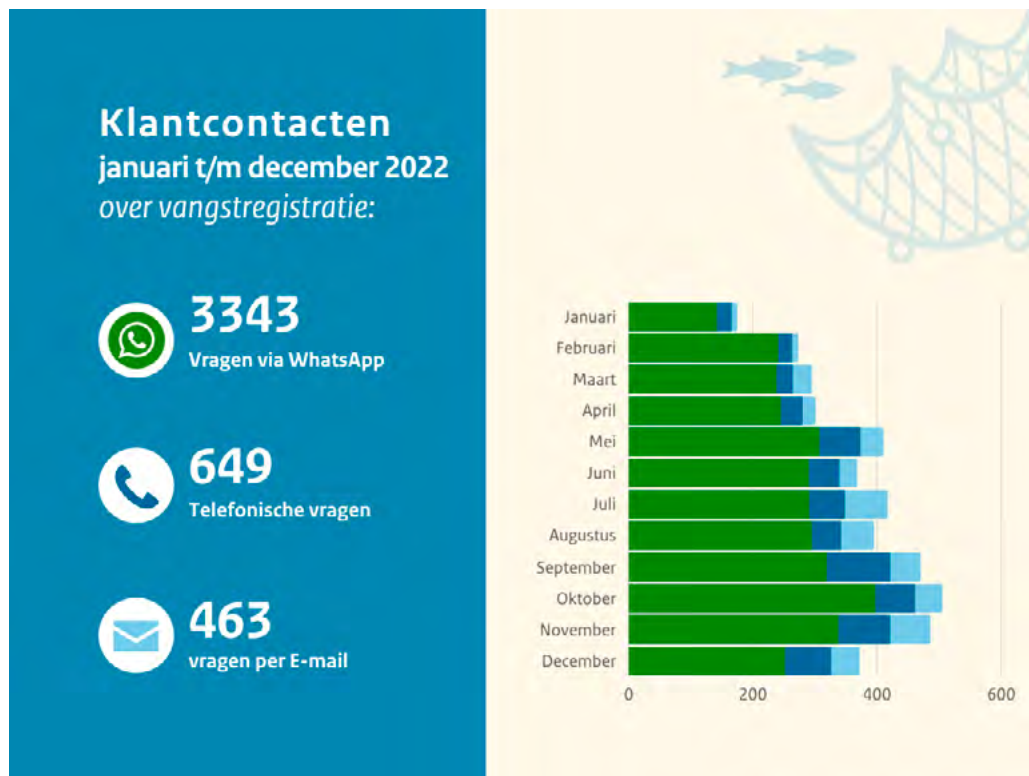 Klantcontacten
januari t/m december 2022
over vangstregistratie:
3343
Vragen via WhatsApp
649
Telefonische vragen
463
vragen per E-mail
Januari
Februari
Maart
April
Mei
Juni
Juli
Augustus
September
Oktober
November
December
0 200 400 600